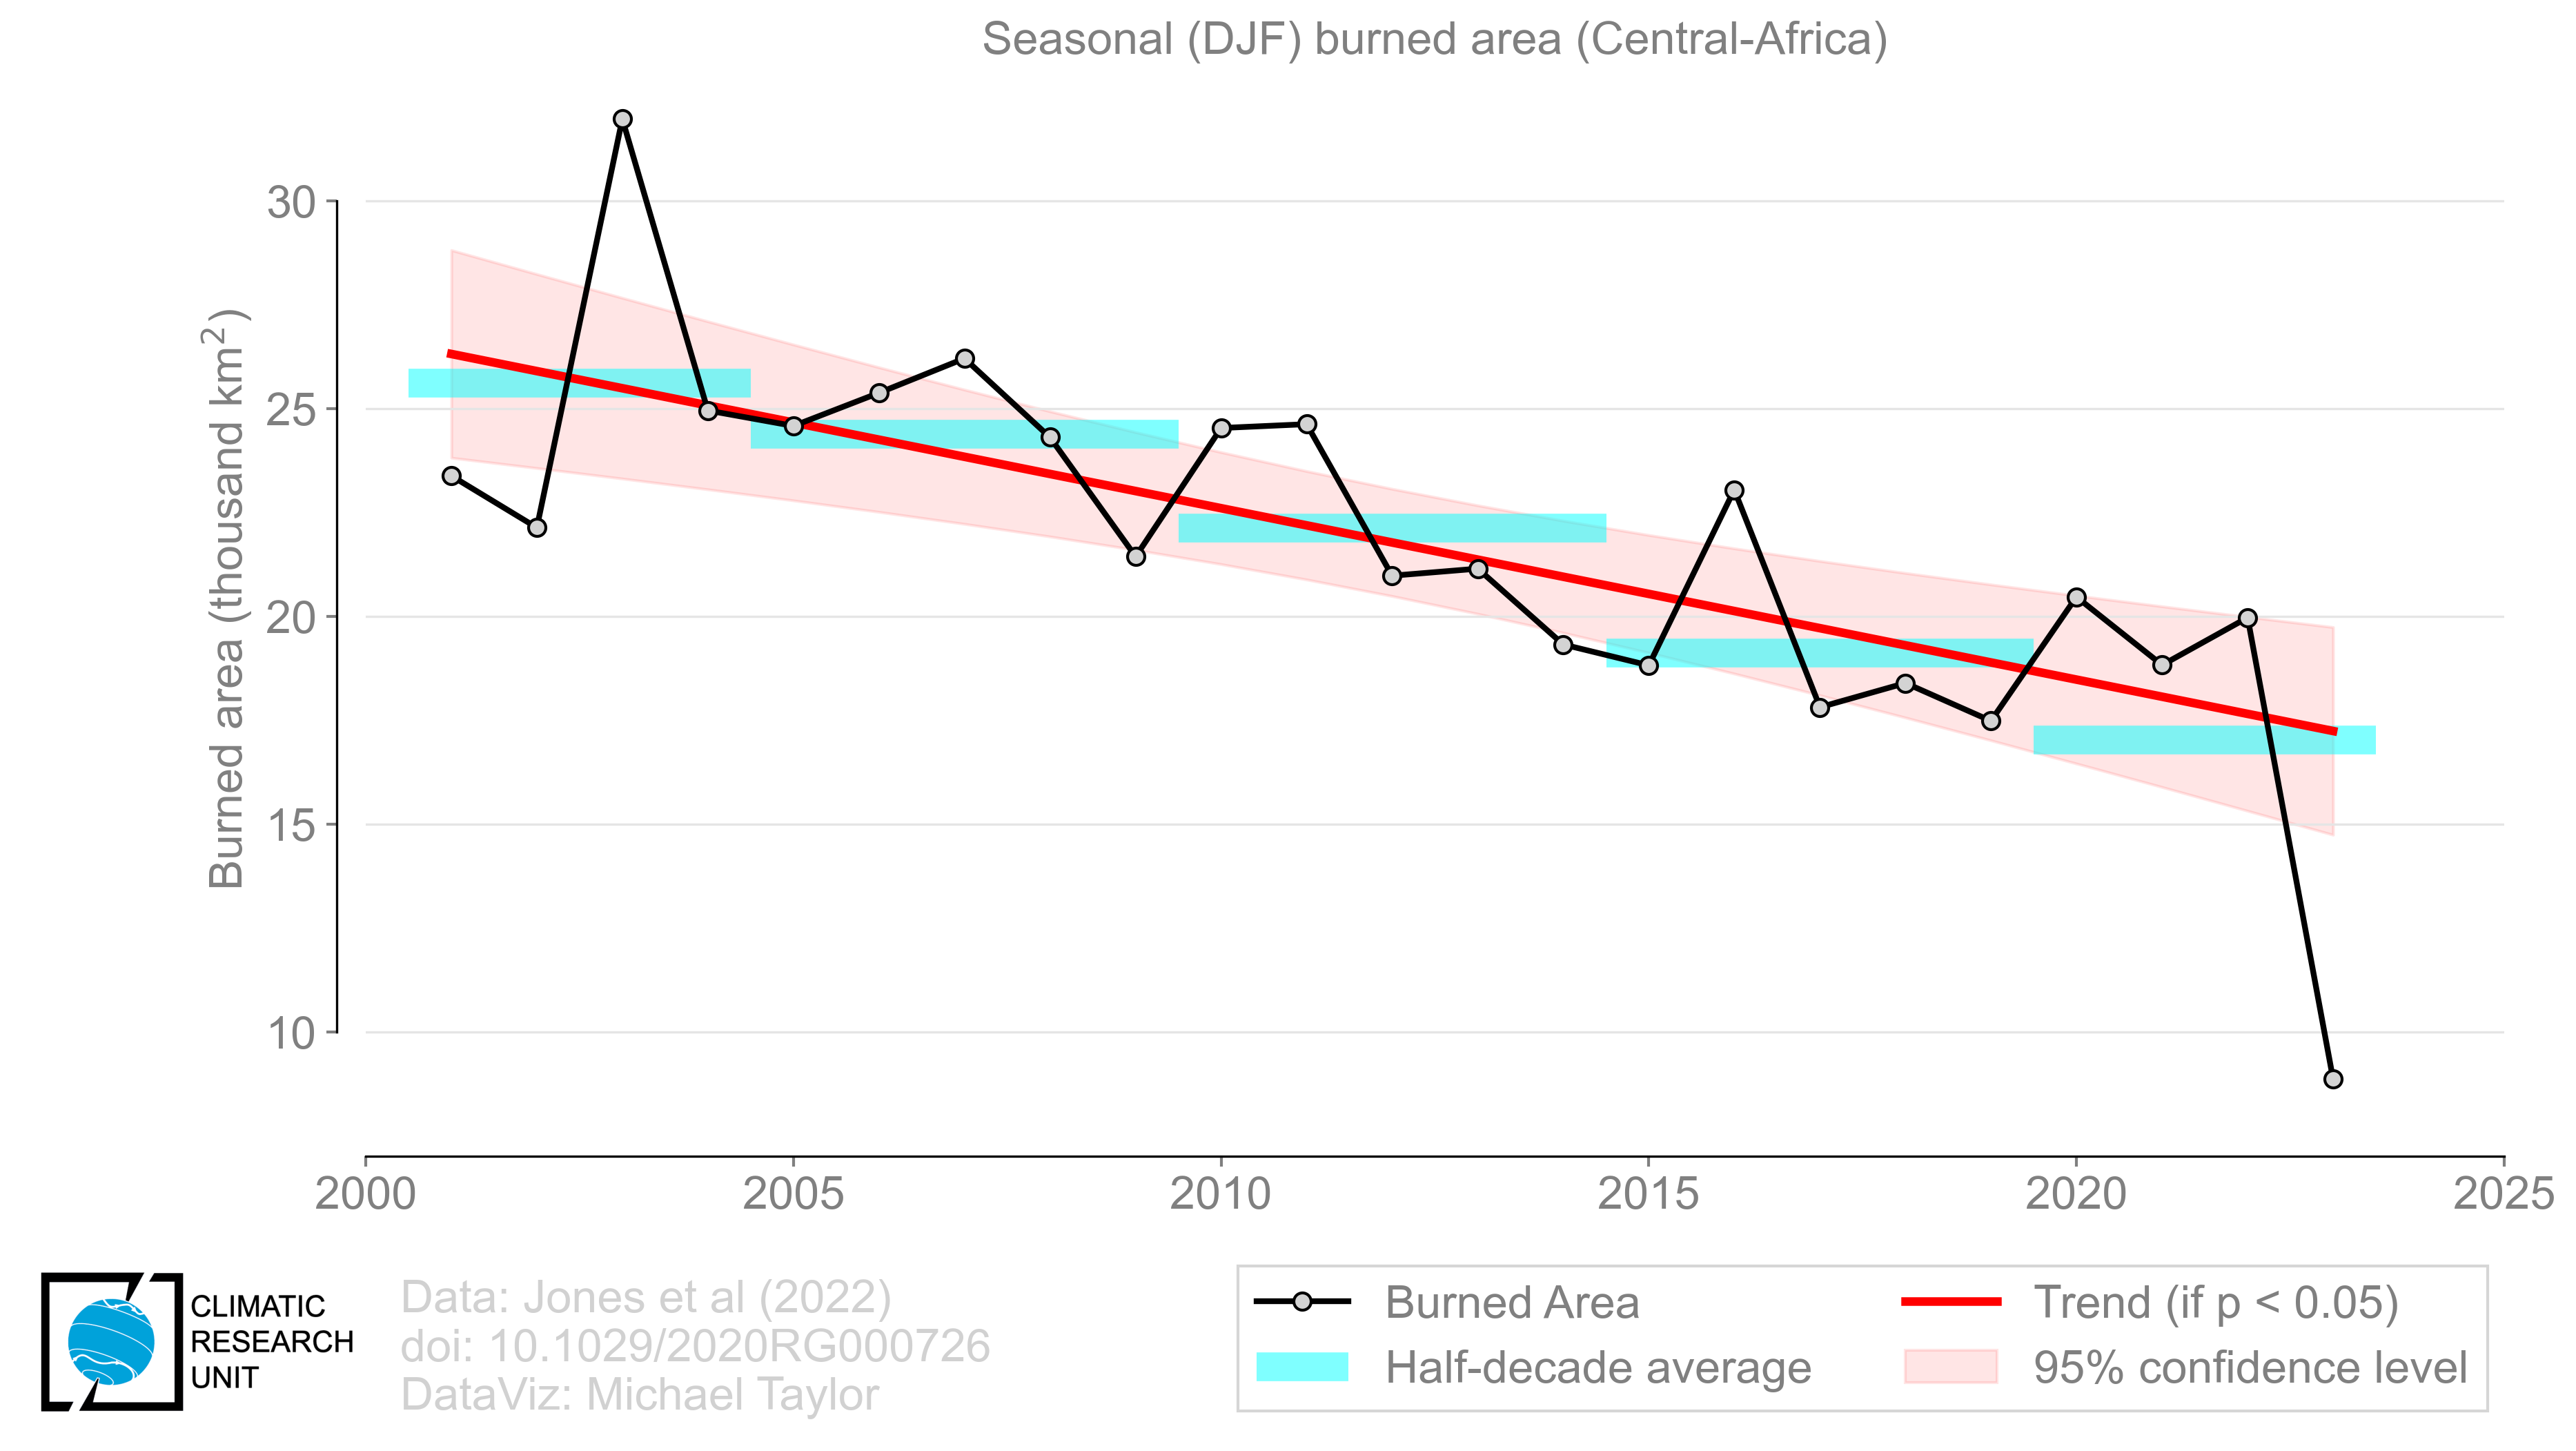 Seasonal (DJF) burned area (Central-Africa)
Burned area (thousand km²)
30
25
20
15
10
2000
2005
2010
2015
2020
2025
CLIMATIC
RESEARCH
UNIT
Data: Jones et al (2022)
doi: 10.1029/2020RG000726
DataViz: Michael Taylor
Burned Area
Half-decade average
Trend (if p < 0.05)
95% confidence level